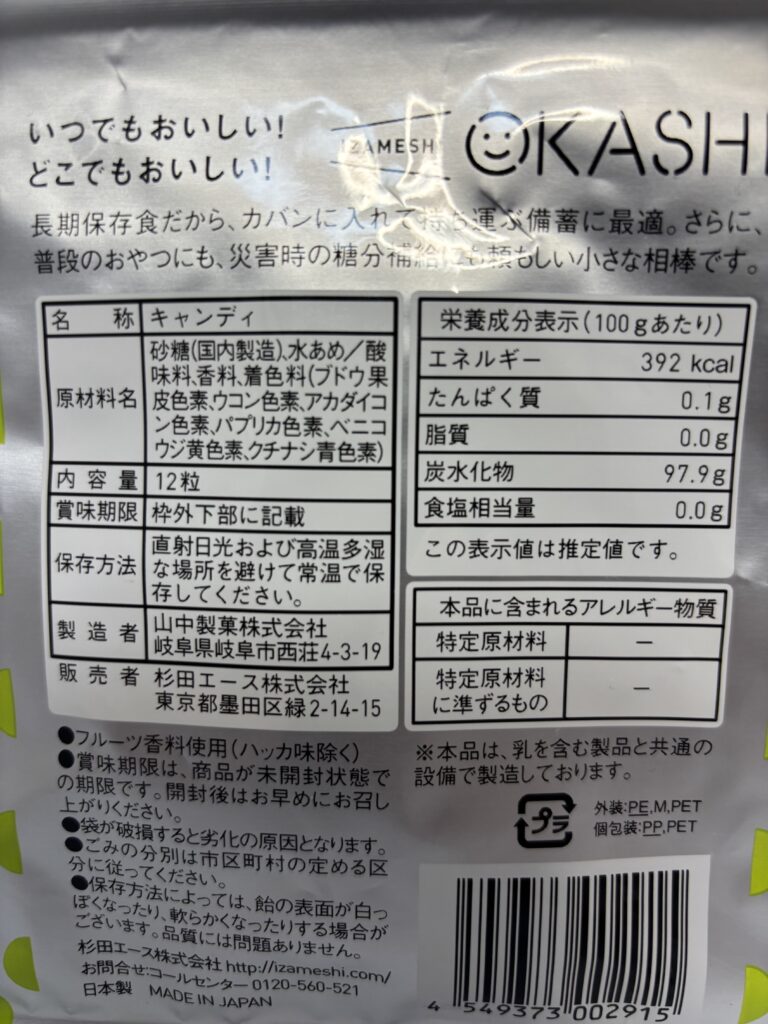 いつでもおいしい！
どこでもおいしい！
IZAMESHI
OKASHI
長期保存食だから、カバンに入れて持ち運ぶ備蓄に最適。さらに、
普段のおやつにも、災害時の糖分補給にも頼もしい小さな相棒です。
名称 キャンディ
原材料名 砂糖(国内製造)、水あめ／酸
味料、香料、着色料(ブドウ果
皮色素、ウコン色素、アカダイコ
ン色素、パプリカ色素、ベニコ
ウジ黄色素、クチナシ青色素)
内容量 12粒
賞味期限 枠外下部に記載
保存方法 直射日光および高温多湿
な場所を避けて常温で保
存してください。
製造者 山中製菓株式会社
岐阜県岐阜市西荘4-3-19
販売者 杉田エース株式会社
東京都墨田区緑2-14-15
栄養成分表示(100gあたり)
エネルギー 392 kcal
たんぱく質 0.1g
脂質 0.0g
炭水化物 97.9g
食塩相当量 0.0g
この表示値は推定値です。
本品に含まれるアレルギー物質
特定原材料 ー
特定原材料
に準ずるもの ー
●フルーツ香料使用(ハッカ味除く)
●賞味期限は、商品が未開封状態で
の期限です。開封後はお早めにお召し
上がりください。
●袋が破損すると劣化の原因となります。
●ごみの分別は市区町村の定める区
分に従ってください。
●保存方法によっては、飴の表面が白っ
ぽくなったり、軟らかくなったりする場合が
ございます。品質には問題ありません。
杉田エース株式会社 http://izameshi.com/
お問合せ:コールセンター 0120-560-521
日本製 MADE IN JAPAN
※本品は、乳を含む製品と共通の
設備で製造しております。
プラ
外装:PE,M,PET
個包装:PP,PET
4 549373 002915